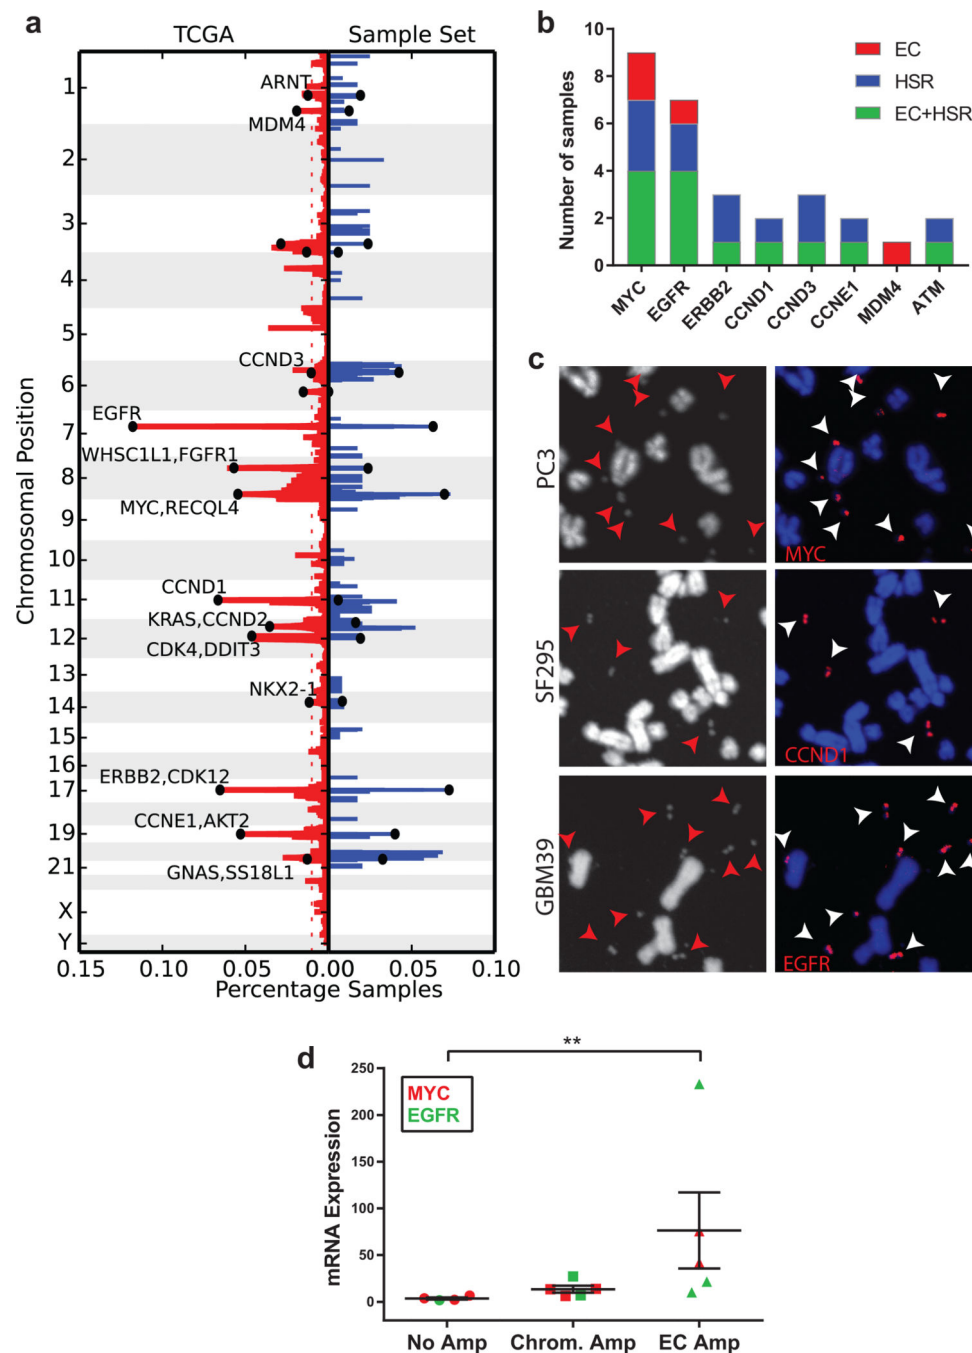 a
TCGA
Sample Set
ARNT
MDM4
CCND3
EGFR
WHSC1L1,FGFR1
MYC,RECQL4
CCND1
KRAS,CCND2
CDK4,DDIT3
NKX2-1
ERBB2,CDK12
CCNE1,AKT2
GNAS,SS18L1
Chromosomal Position
1
2
3
4
5
6
7
8
9
10
11
12
13
14
15
16
17
19
21
X
Y
0.15 0.10 0.05 0.00 0.05 0.10
Percentage Samples
b
Number of samples
10
8
6
4
2
0
EC
HSR
EC+HSR
MYC EGFR ERBB2 CCND1 CCND3 CCNE1 MDM4 ATM
c
PC3
MYC
SF295
CCND1
GBM39
EGFR
d
**
mRNA Expression
250
200
150
100
50
0
MYC
EGFR
No Amp Chrom. Amp EC Amp